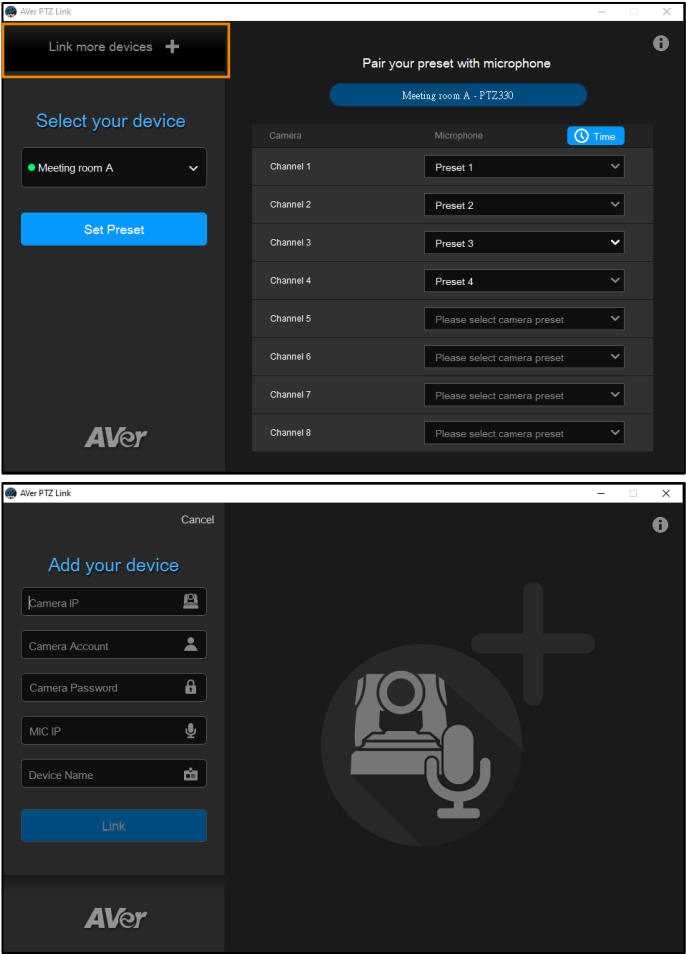 AVer PTZ Link
Link more devices +
Pair your preset with microphone
Meeting room A - PTZ330
Select your device
Camera Microphone Time
Meeting room A
Channel 1 Preset 1
Channel 2 Preset 2
Set Preset
Channel 3 Preset 3
Channel 4 Preset 4
Channel 5 Please select camera preset
Channel 6 Please select camera preset
Channel 7 Please select camera preset
Channel 8 Please select camera preset
AVer
AVer PTZ Link
Cancel
Add your device
Camera IP
Camera Account
Camera Password
MIC IP
Device Name
Link
AVer